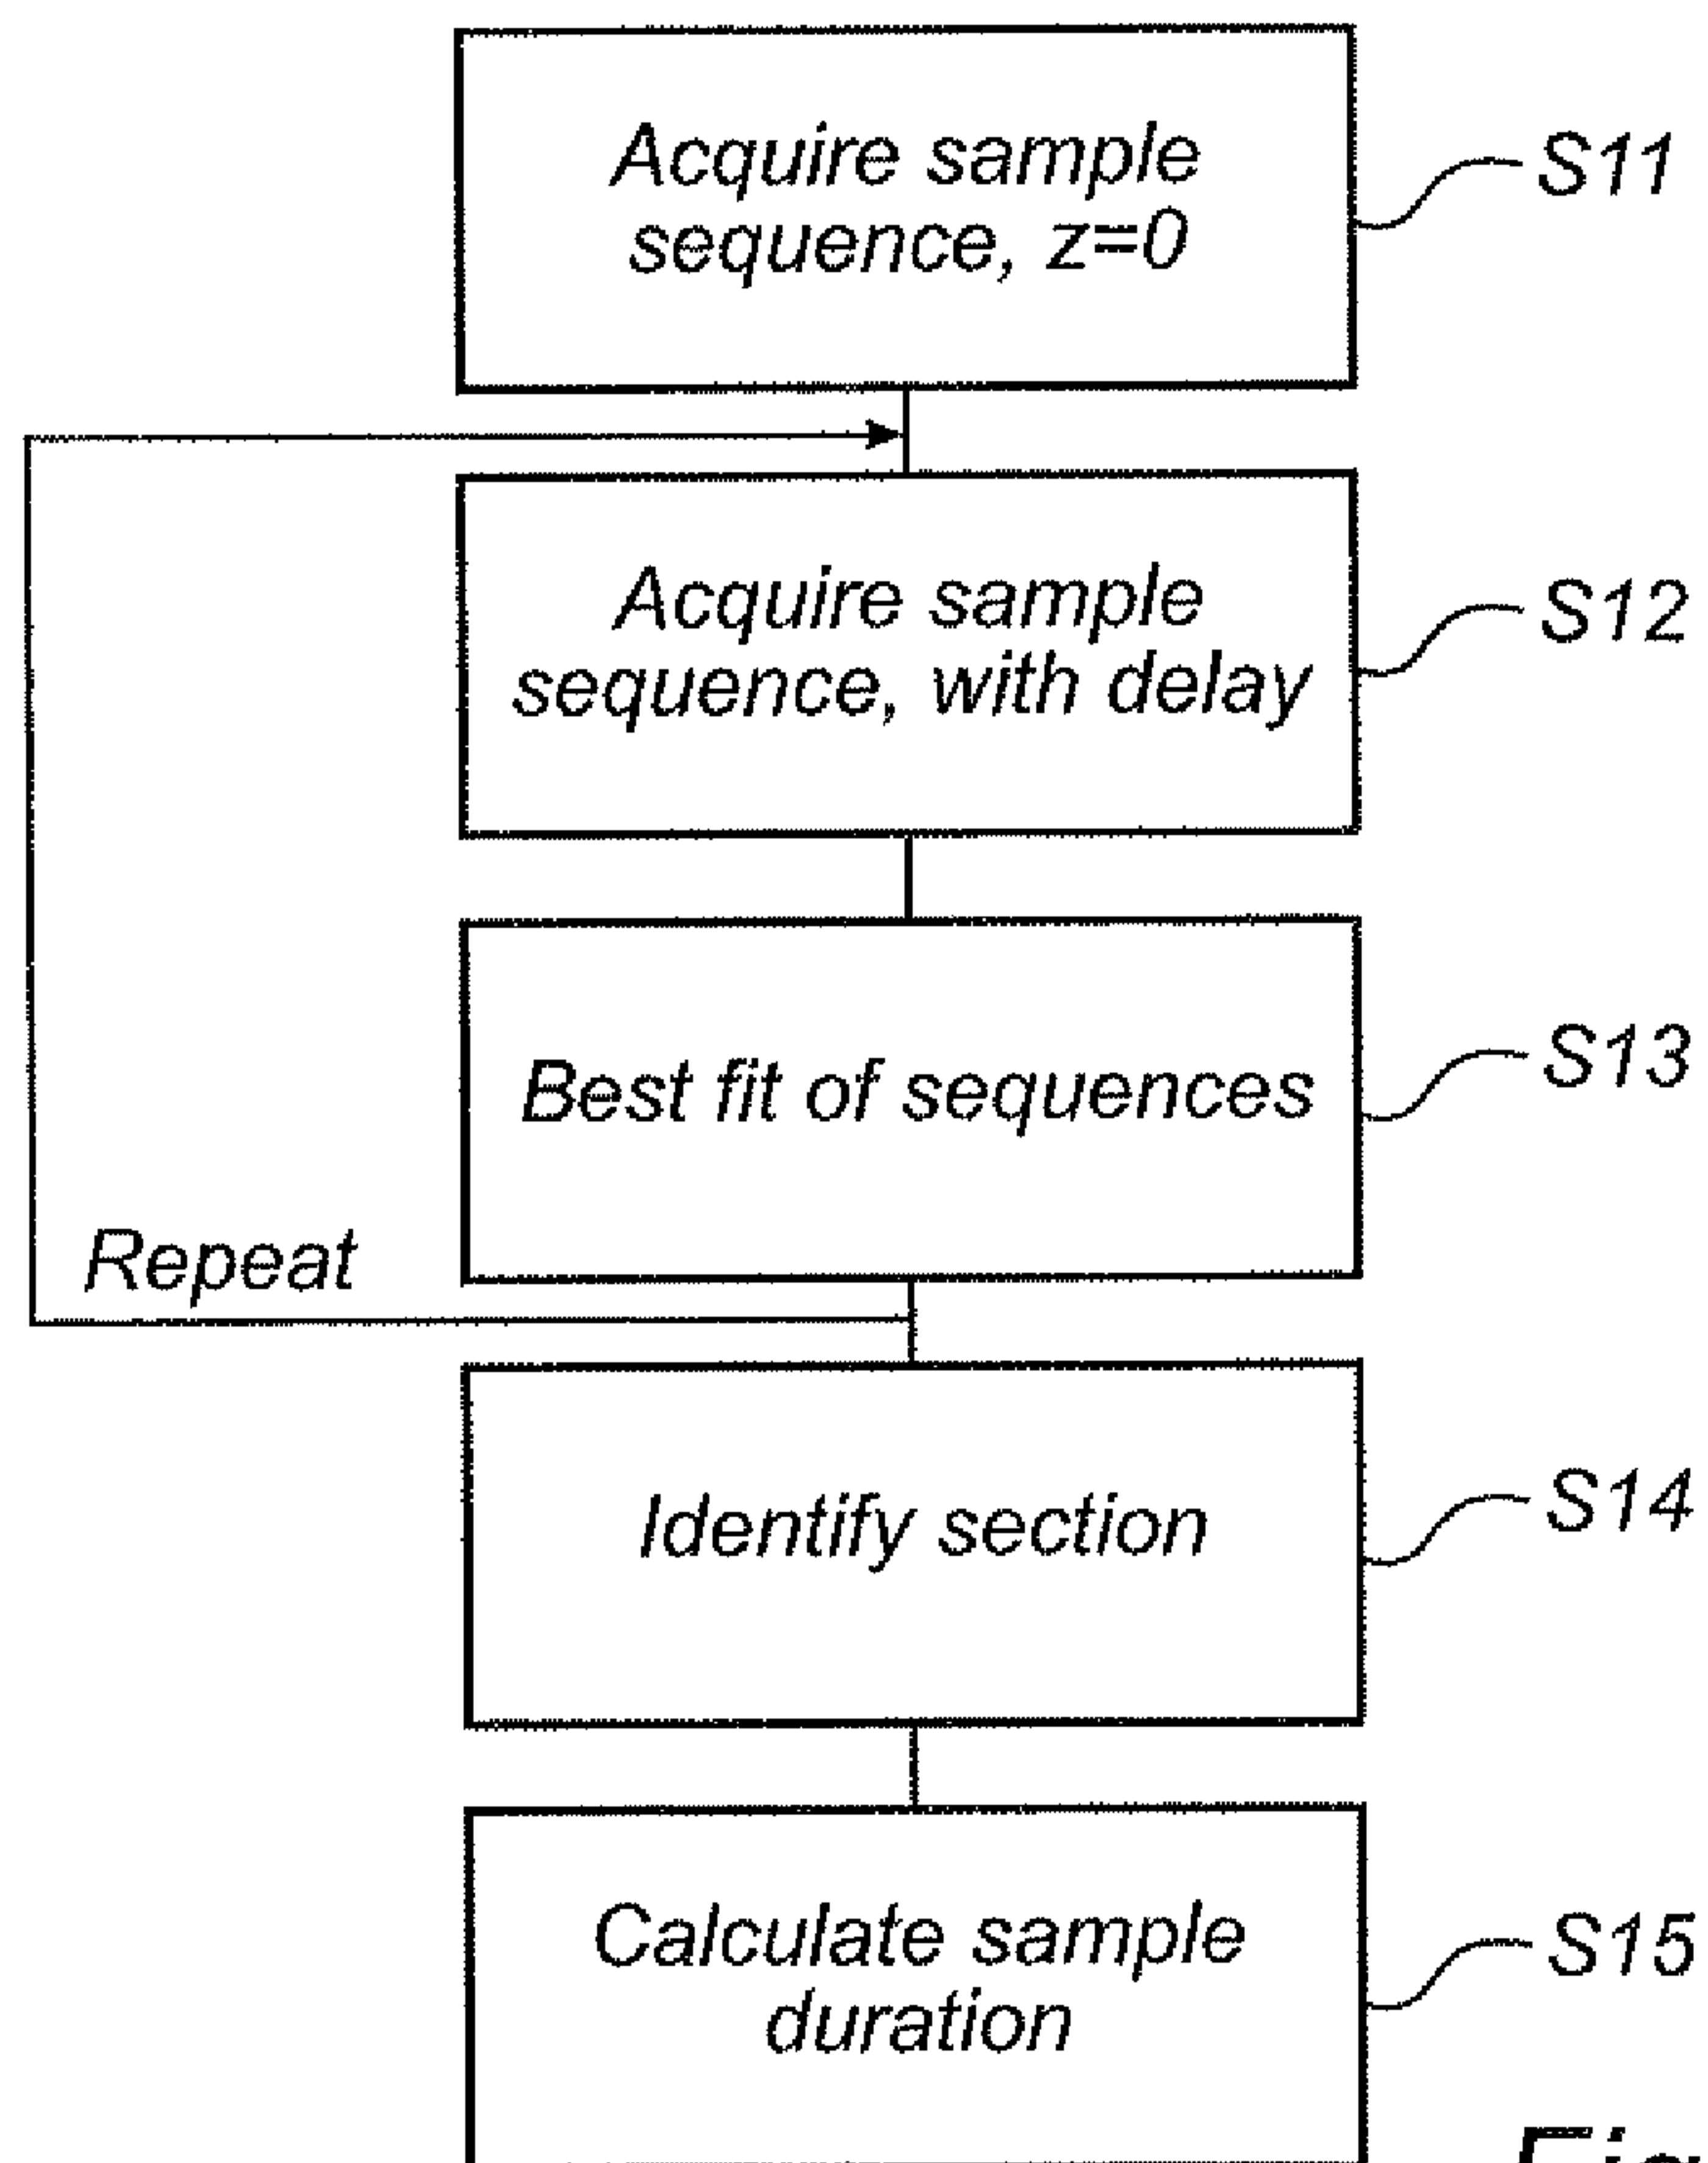 Acquire sample
sequence, z=0
S11
Acquire sample
sequence, with delay
S12
Best fit of sequences
S13
Repeat
Identify section
S14
Calculate sample
duration
S15